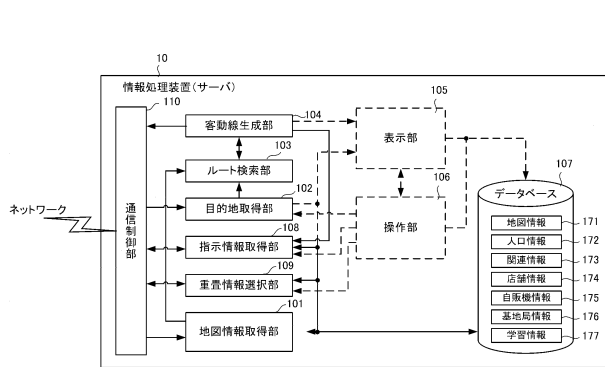 10
情報処理装置(サーバ)
110
通信制御部
ネットワーク
客動線生成部
104
103
ルート検索部
102
目的地取得部
108
指示情報取得部
109
重畳情報選択部
101
地図情報取得部
105
表示部
106
操作部
107
データベース
地図情報
171
人口情報
172
関連情報
173
店舗情報
174
自販機情報
175
基地局情報
176
学習情報
177